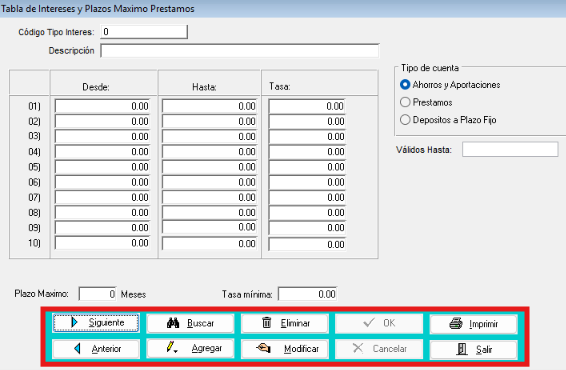 Tabla de Intereses y Plazos Maximo Prestamos
Código Tipo Interes: 0
Descripción
Desde: Hasta: Tasa:
01) 0.00 0.00 0.00
02) 0.00 0.00 0.00
03) 0.00 0.00 0.00
04) 0.00 0.00 0.00
05) 0.00 0.00 0.00
06) 0.00 0.00 0.00
07) 0.00 0.00 0.00
08) 0.00 0.00 0.00
09) 0.00 0.00 0.00
10) 0.00 0.00 0.00
Tipo de cuenta
Ahorros y Aportaciones
Prestamos
Depositos a Plazo Fijo
Válidos Hasta:
Plazo Maximo: 0 Meses Tasa mínima: 0.00
Siguiente Buscar Eliminar OK Imprimir
Anterior Agregar Modificar Cancelar Salir